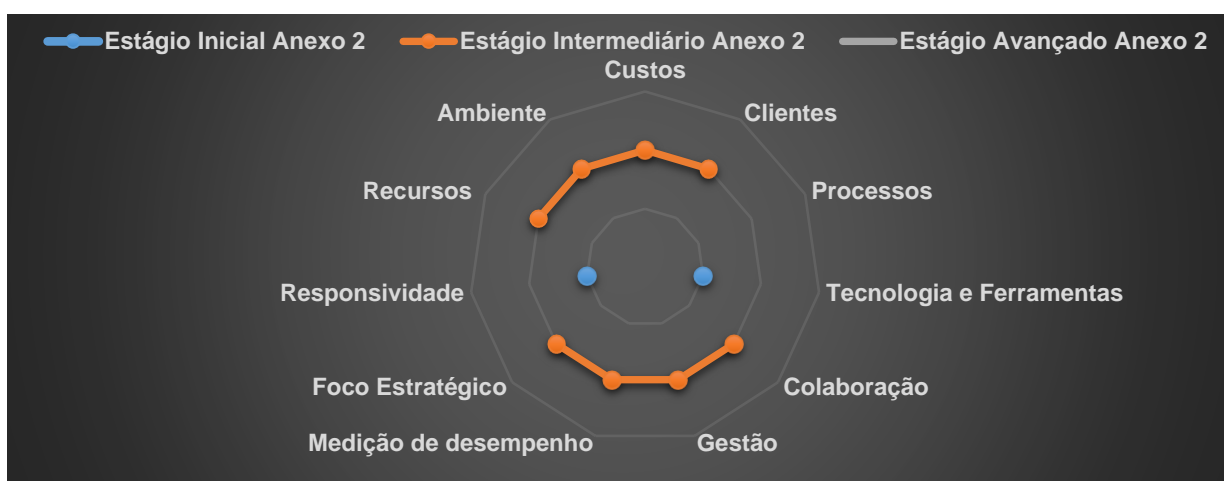 Estágio Inicial Anexo 2 Estágio Intermediário Anexo 2 Estágio Avançado Anexo 2
Custos
Ambiente Clientes
Recursos Processos
Responsividade Tecnologia e Ferramentas
Foco Estratégico Colaboração
Medição de desempenho Gestão